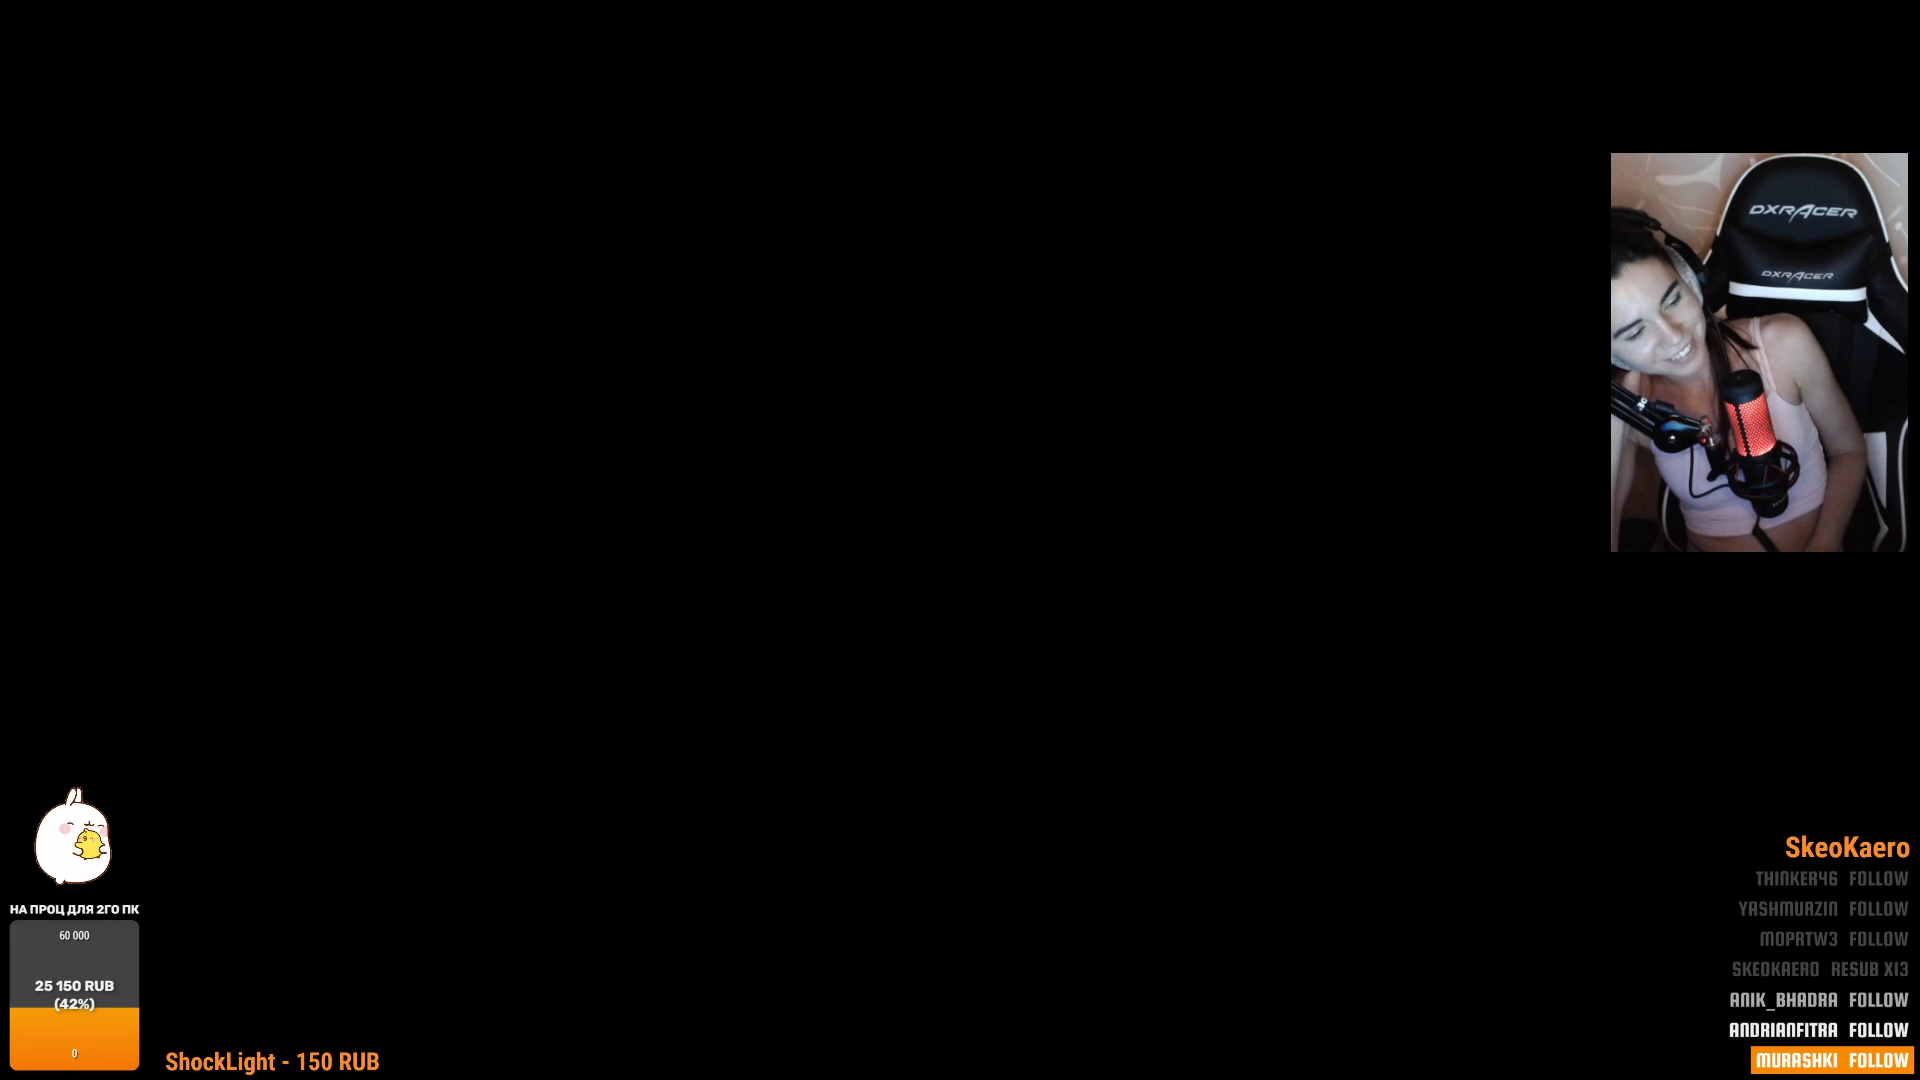 DXRACER
DXRACER
НА ПРОЦ ДЛЯ 2ГО ПК
60 000
25 150 RUB
(42%)
0
ShockLight - 150 RUB
SkeoKaero
THINKER46 FOLLOW
YASHMURZIN FOLLOW
MOPRTW3 FOLLOW
SKEOKAERO RESUB X13
ANIK_BHADRA FOLLOW
ANDRIANFITRA FOLLOW
MURASHKI FOLLOW